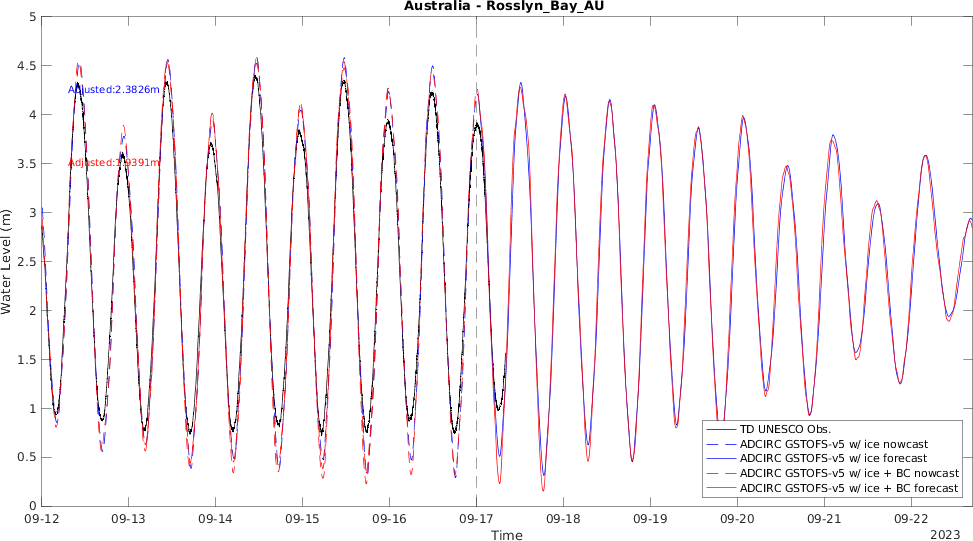 Australia - Rosslyn_Bay_AU
5
4.5
4
3.5
3
2.5
2
1.5
1
0.5
0
Water Level (m)
Adjusted:2.3826m
Adjusted:1.9391m
TD UNESCO Obs.
ADCIRC GSTOFS-v5 w/ ice nowcast
ADCIRC GSTOFS-v5 w/ ice forecast
ADCIRC GSTOFS-v5 w/ ice + BC nowcast
ADCIRC GSTOFS-v5 w/ ice + BC forecast
09-12 09-13 09-14 09-15 09-16 09-17 09-18 09-19 09-20 09-21 09-22
Time
2023